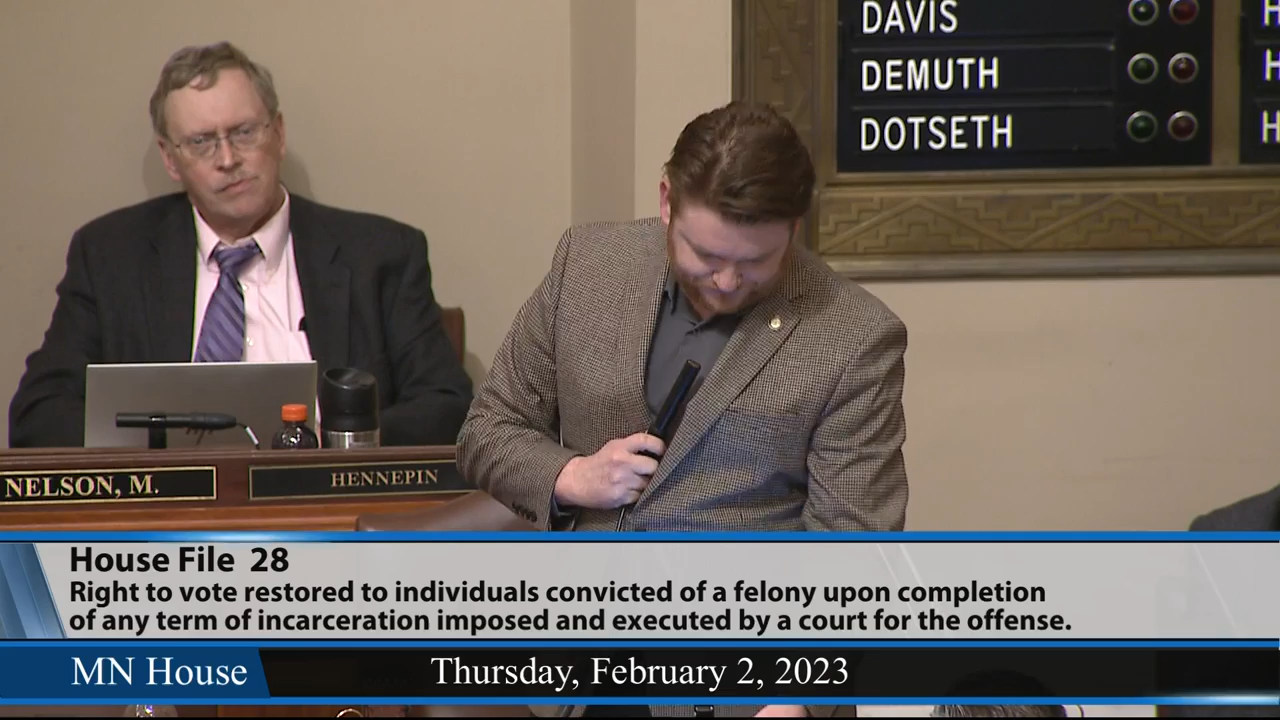 DAVIS
H
DEMUTH
H
DOTSETH
H
NELSON, M.
HENNEPIN
House File 28
Right to vote restored to individuals convicted of a felony upon completion
of any term of incarceration imposed and executed by a court for the offense.
MN House
Thursday, February 2, 2023